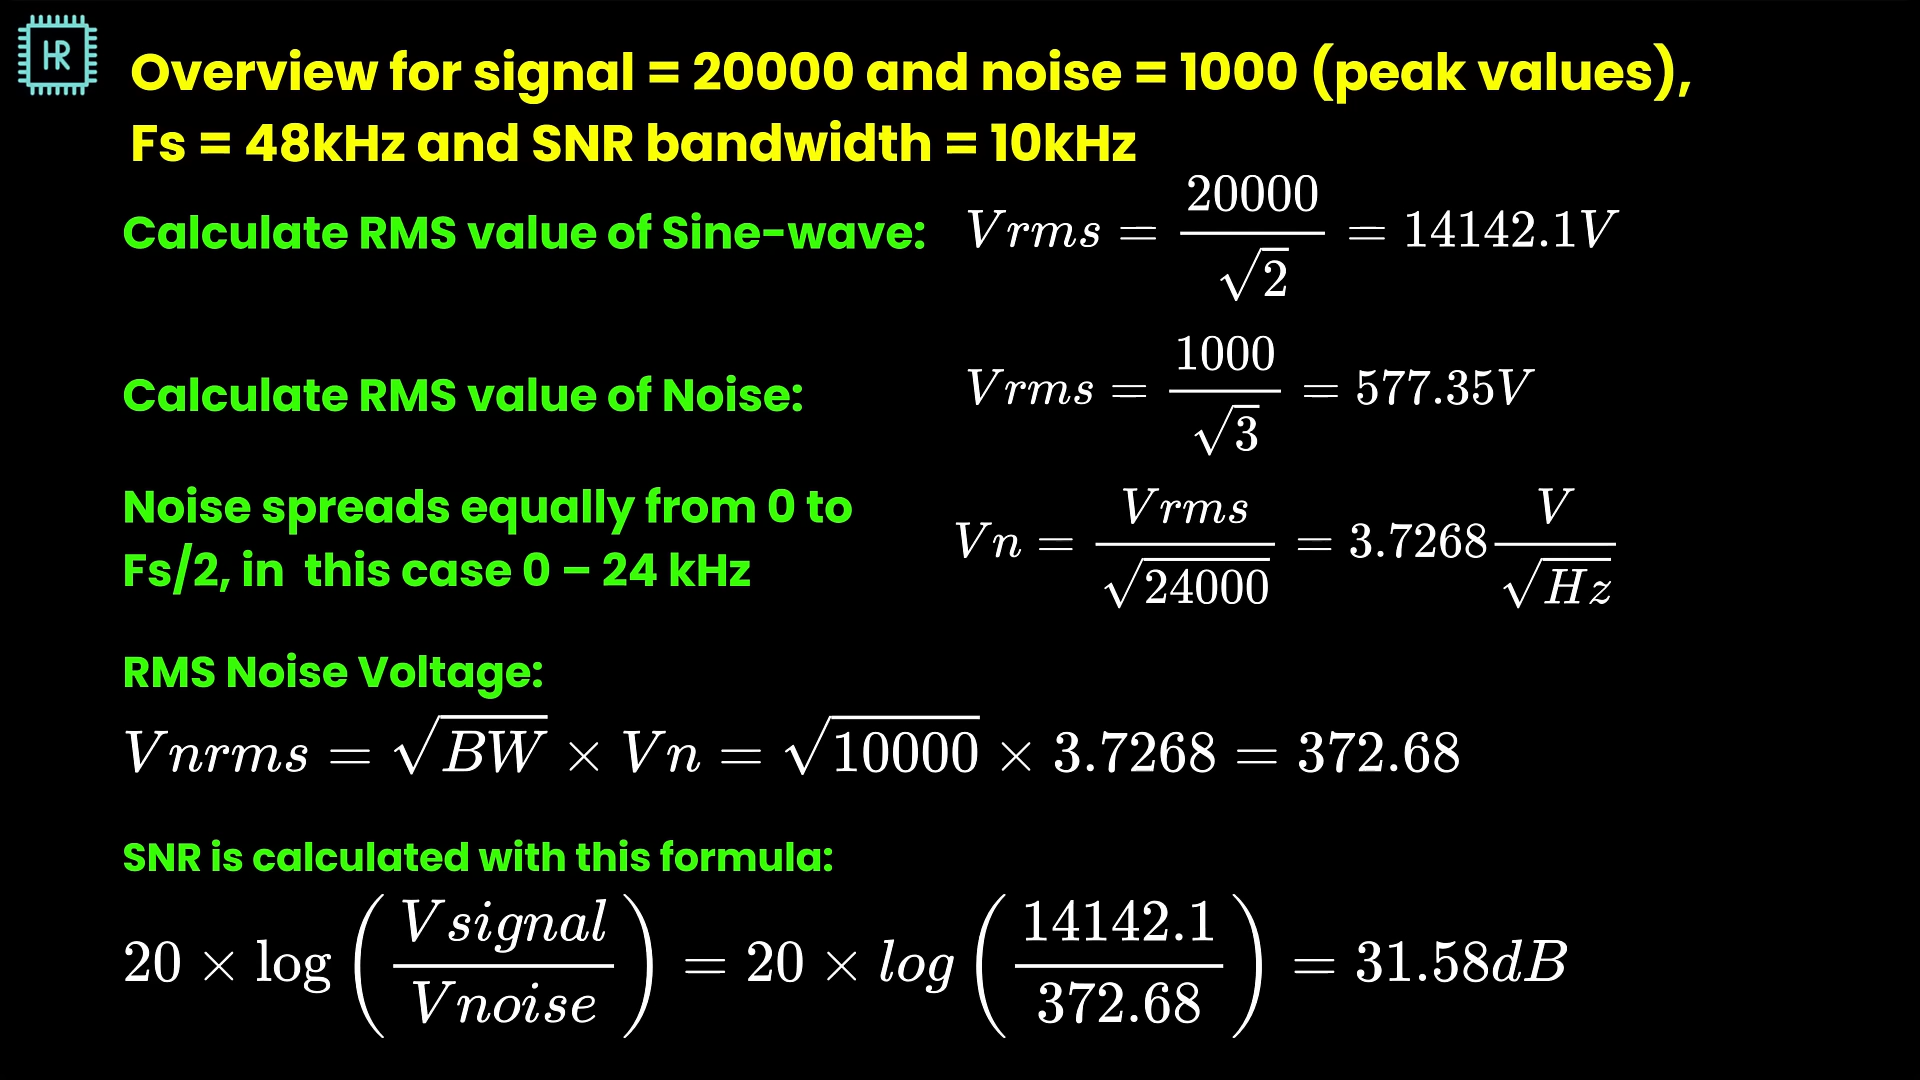 HR
Overview for signal = 20000 and noise = 1000 (peak values),
Fs = 48kHz and SNR bandwidth = 10kHz
Calculate RMS value of Sine-wave: Vrms = 20000 / √2 = 14142.1V
Calculate RMS value of Noise: Vrms = 1000 / √3 = 577.35V
Noise spreads equally from 0 to
Fs/2, in this case 0 – 24 kHz
Vn = Vrms / √24000 = 3.7268 V / √Hz
RMS Noise Voltage:
Vnrms = √BW × Vn = √10000 × 3.7268 = 372.68
SNR is calculated with this formula:
20 × log (Vsignal / Vnoise) = 20 × log (14142.1 / 372.68) = 31.58dB